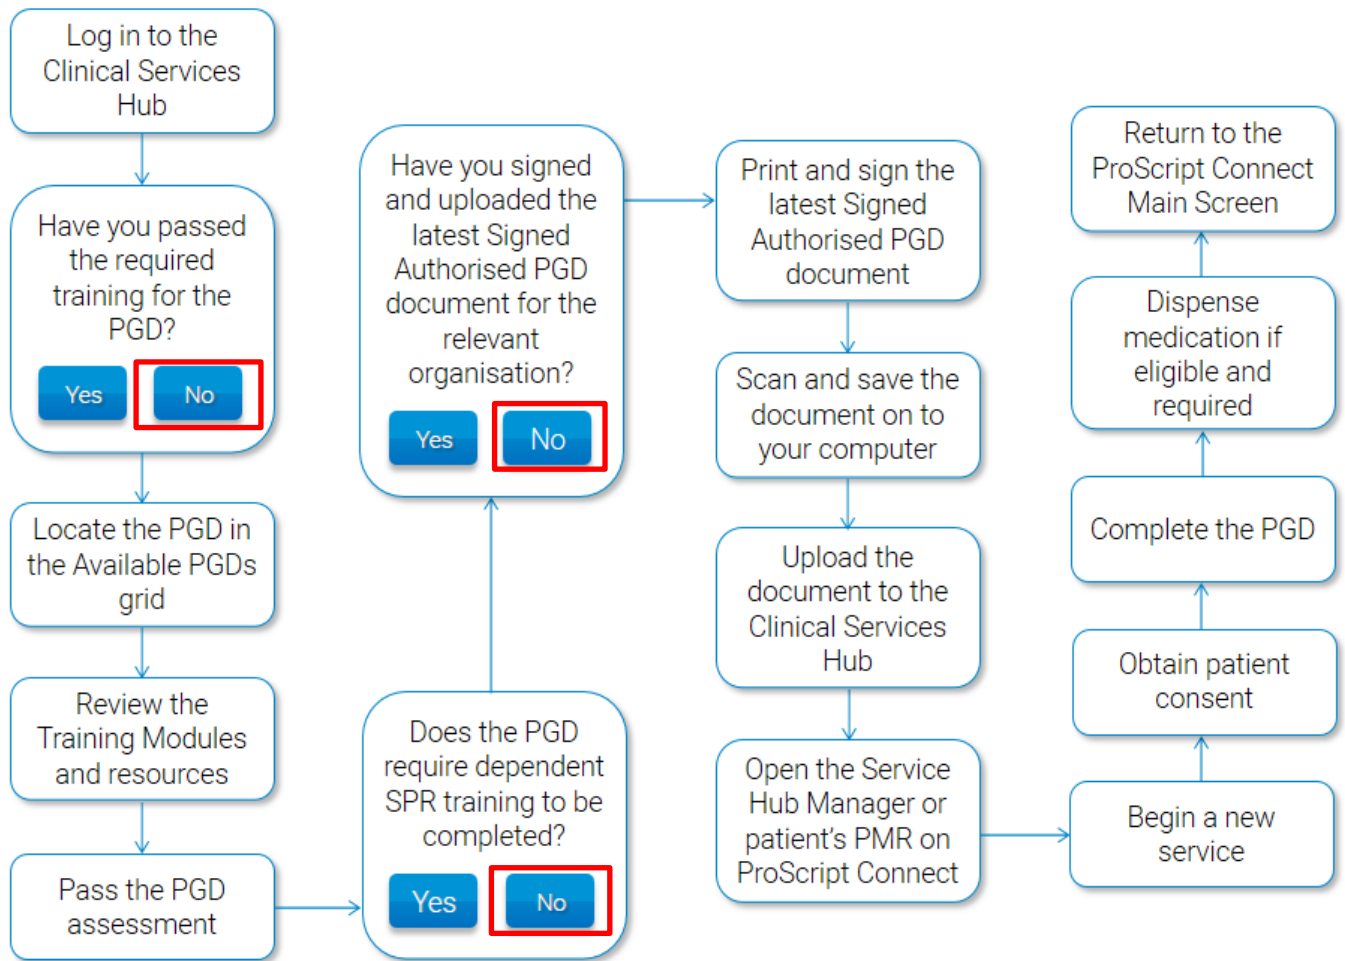 Log in to the
Clinical Services
Hub
Have you passed
the required
training for the
PGD?
Yes
No
Locate the PGD in
the Available PGDs
grid
Review the
Training Modules
and resources
Pass the PGD
assessment
Does the PGD
require dependent
SPR training to be
completed?
Yes
No
Have you signed
and uploaded the
latest Signed
Authorised PGD
document for the
relevant
organisation?
Yes
No
Print and sign the
latest Signed
Authorised PGD
document
Scan and save the
document on to
your computer
Upload the
document to the
Clinical Services
Hub
Open the Service
Hub Manager or
patient's PMR on
ProScript Connect
Begin a new
service
Obtain patient
consent
Complete the PGD
Dispense
medication if
eligible and
required
Return to the
ProScript Connect
Main Screen